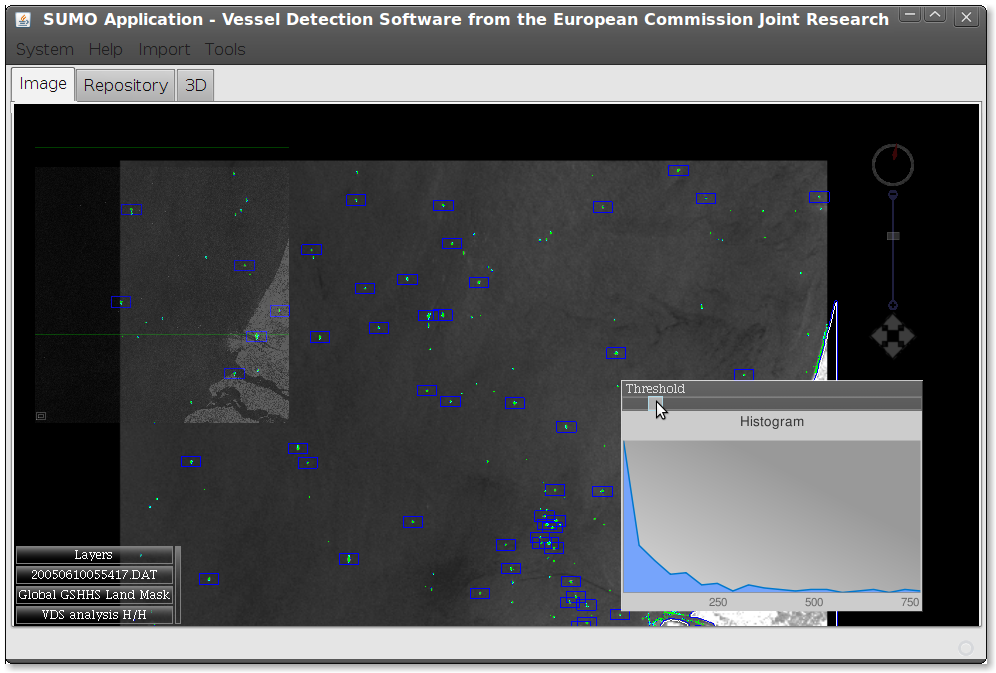 SUMO Application - Vessel Detection Software from the European Commission Joint Research
System Help Import Tools
Image Repository 3D
Threshold
Histogram
250 500 750
Layers
20050610055417.DAT
Global GSHHS Land Mask
VDS analysis H/H